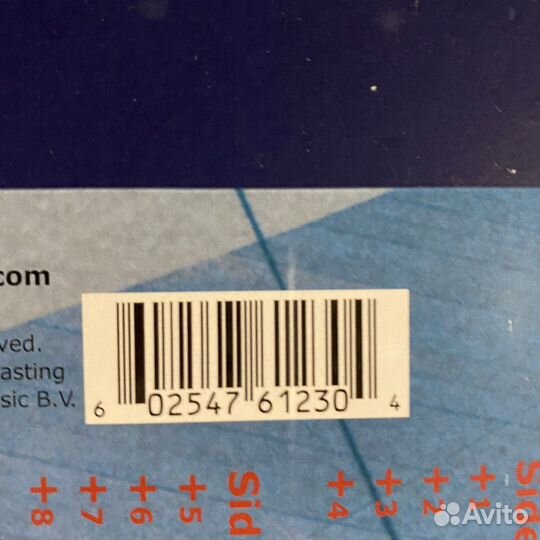 .com
ved.
asting
sic B.V.
6 02547 61230 4
+8
+7
+6
+5
Sid
+4
+3
+2
+1
Side
Avito